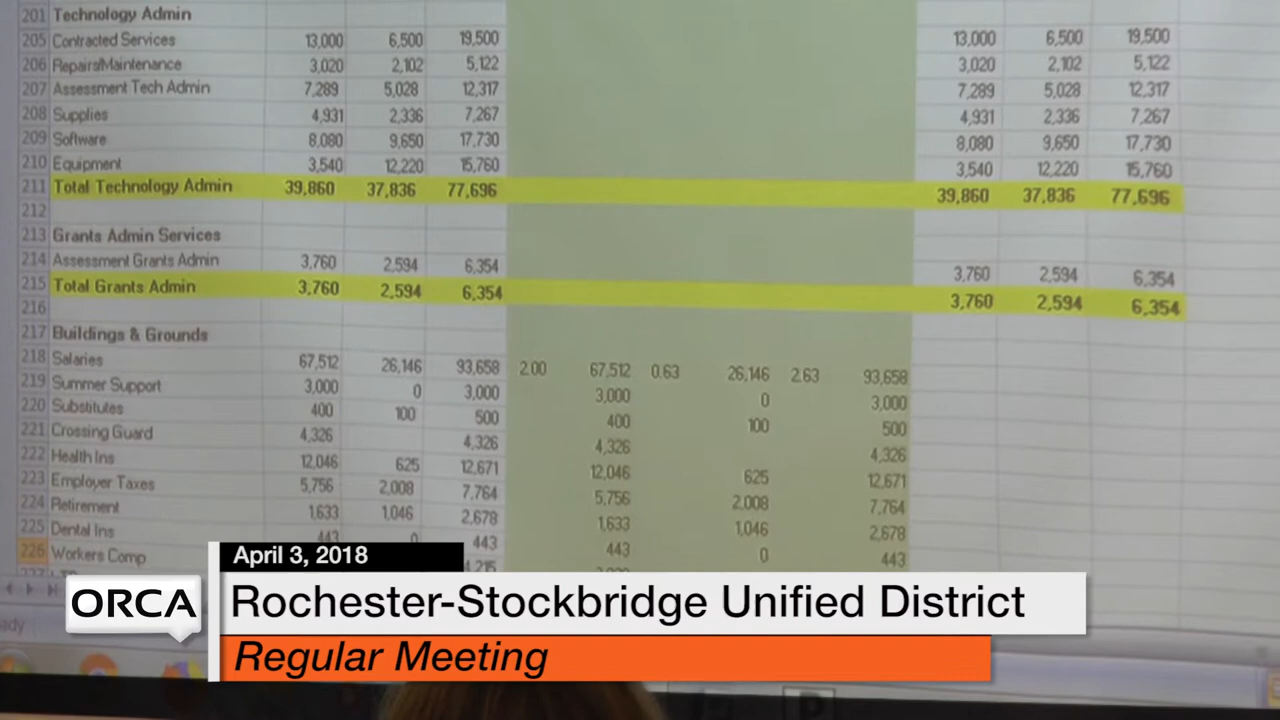 201 Technology Admin
205 Contracted Services 13,000 6,500 19,500 13,000 6,500 19,500
206 Repairs/Maintenance 3,020 2,102 5,122 3,020 2,102 5,122
207 Assessment Tech Admin 7,289 5,028 12,317 7,289 5,028 12,317
208 Supplies 4,931 2,336 7,267 4,931 2,336 7,267
209 Software 8,080 9,650 17,730 8,080 9,650 17,730
210 Equipment 3,540 12,220 15,760 3,540 12,220 15,760
211 Total Technology Admin 39,860 37,836 77,696 39,860 37,836 77,696
212
213 Grants Admin Services
214 Assessment Grants Admin 3,760 2,594 6,354 3,760 2,594 6,354
215 Total Grants Admin 3,760 2,594 6,354 3,760 2,594 6,354
216
217 Buildings & Grounds
218 Salaries 67,512 26,146 93,658 2.00 67,512 0.63 26,146 2.63 93,658
219 Summer Support 3,000 0 3,000 3,000 0 3,000
220 Substitutes 400 100 500 400 100 500
221 Crossing Guard 4,326 4,326 4,326 4,326
222 Health Ins 12,046 625 12,671 12,046 625 12,671
223 Employer Taxes 5,756 2,008 7,764 5,756 2,008 7,764
224 Retirement 1,633 1,046 2,678 1,633 1,046 2,678
225 Dental Ins 443 0 443 443 0 443
226 Workers Comp
April 3, 2018
ORCA
Rochester-Stockbridge Unified District
Regular Meeting